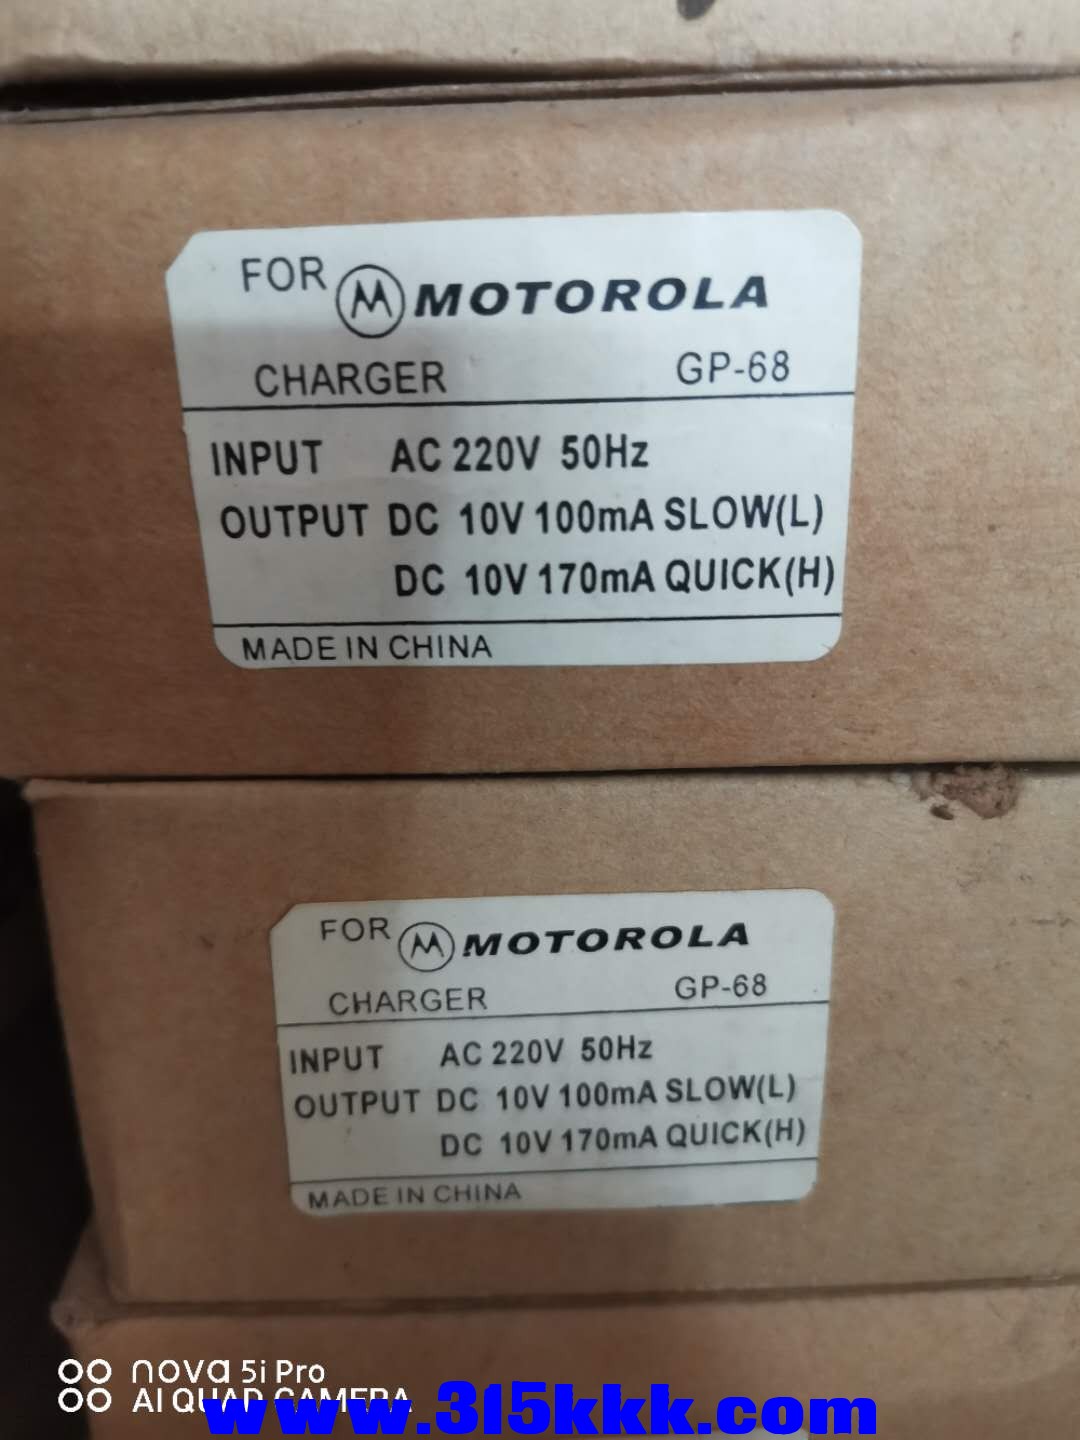 FOR MOTOROLA
CHARGER GP-68
INPUT AC 220V 50Hz
OUTPUT DC 10V 100mA SLOW(L)
DC 10V 170mA QUICK(H)
MADE IN CHINA
FOR MOTOROLA
CHARGER GP-68
INPUT AC 220V 50Hz
OUTPUT DC 10V 100mA SLOW(L)
DC 10V 170mA QUICK(H)
MADE IN CHINA
nova 5i Pro
AI QUAD CAMERA
www.315kkk.com